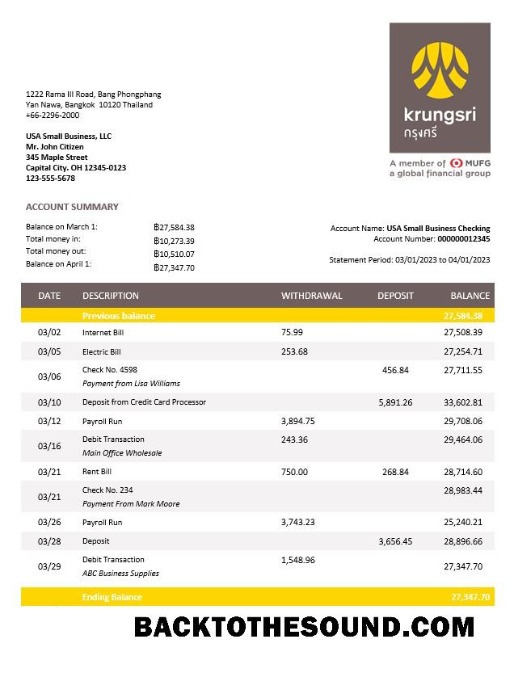 krungsri
กรุงศรี
A member of MUFG
a global financial group
1222 Rama III Road, Bang Phongphang
Yan Nawa, Bangkok 10120 Thailand
+66-2296-2000
USA Small Business, LLC
Mr. John Citizen
345 Maple Street
Capital City. OH 12345-0123
123-555-5678
ACCOUNT SUMMARY
Balance on March 1: ฿27,584.38
Total money in: ฿10,273.39
Total money out: ฿10,510.07
Balance on April 1: ฿27,347.70
Account Name: USA Small Business Checking
Account Number: 000000012345
Statement Period: 03/01/2023 to 04/01/2023
DATE DESCRIPTION WITHDRAWAL DEPOSIT BALANCE
Previous balance 27,584.38
03/02 Internet Bill 75.99 27,508.39
03/05 Electric Bill 253.68 27,254.71
03/06 Check No. 4598 456.84 27,711.55
Payment from Lisa Williams
03/10 Deposit from Credit Card Processor 5,891.26 33,602.81
03/12 Payroll Run 3,894.75 29,708.06
03/16 Debit Transaction 243.36 29,464.06
Main Office Wholesale
03/21 Rent Bill 750.00 268.84 28,714.60
03/21 Check No. 234 28,983.44
Payment From Mark Moore
03/26 Payroll Run 3,743.23 25,240.21
03/28 Deposit 3,656.45 28,896.66
03/29 Debit Transaction 1,548.96 27,347.70
ABC Business Supplies
Ending Balance 27,347.70
BACKTOTHESOUND.COM